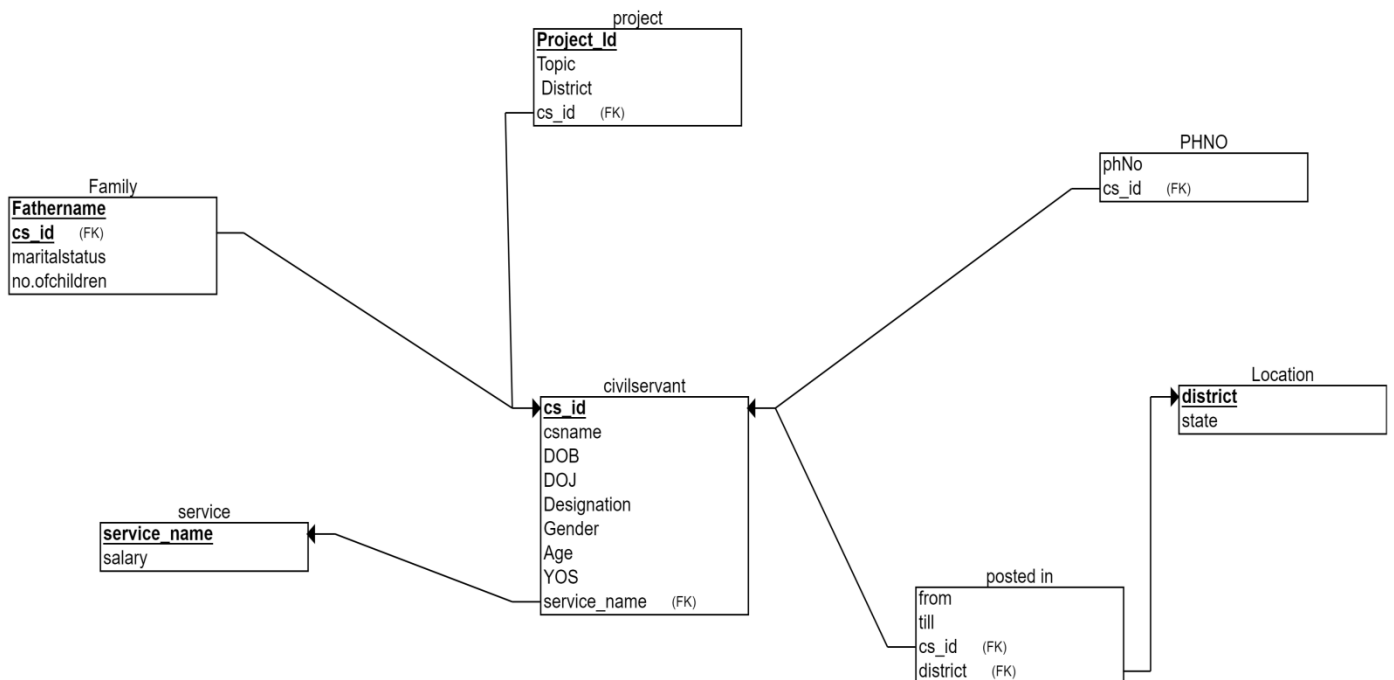 project
Project_Id
Topic
District
cs_id (FK)
PHNO
phNo
cs_id (FK)
Family
Fathername
cs_id (FK)
maritalstatus
no.ofchildren
civilservant
cs_id
csname
DOB
DOJ
Designation
Gender
Age
YOS
service_name (FK)
Location
district
state
service
service_name
salary
posted in
from
till
cs_id (FK)
district (FK)